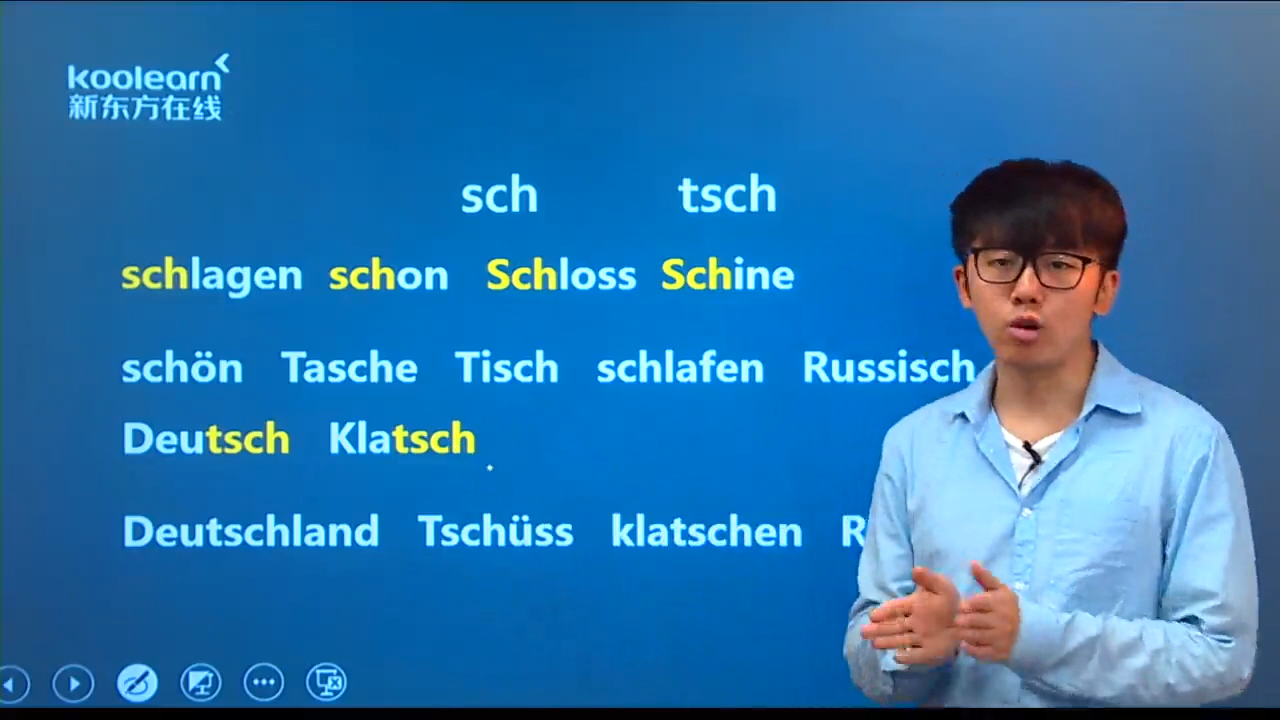 koolearn
新东方在线
sch tsch
schlagen schon Schloss Schine
schön Tasche Tisch schlafen Russisch
Deutsch Klatsch
Deutschland Tschüss klatschen R